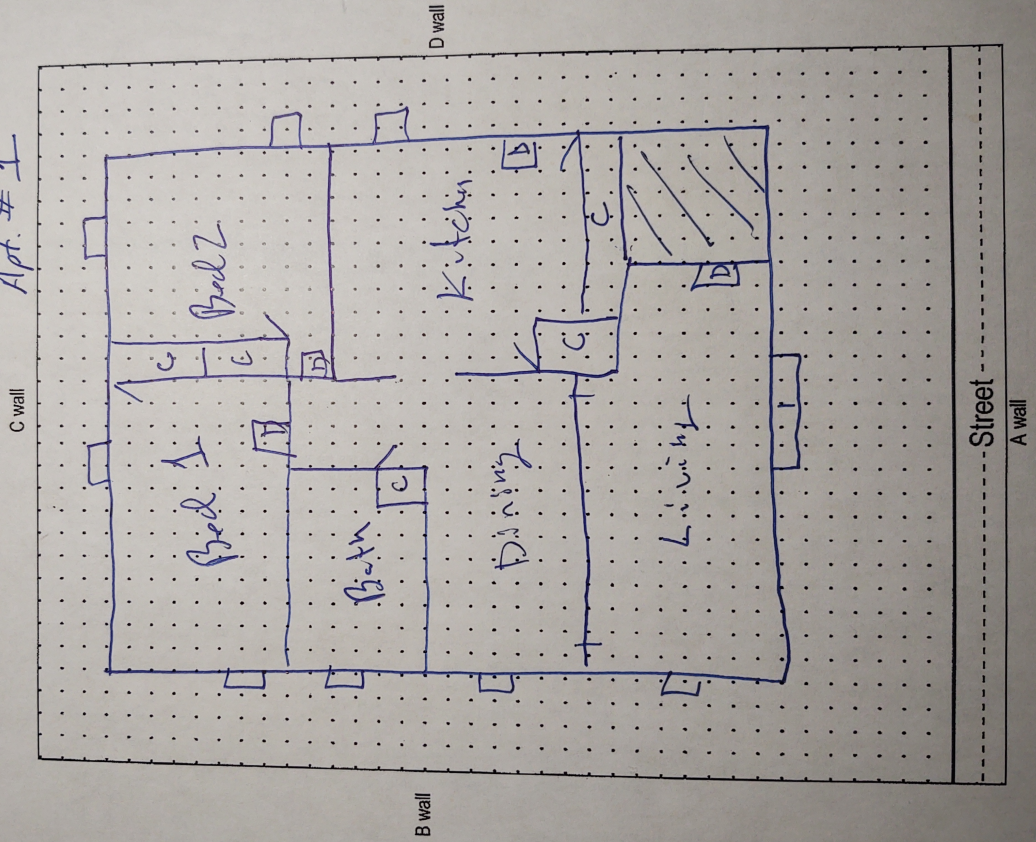 Apt. # 1
C wall
D wall
B wall
C
C
Bed 2
Bed 1
D
D
Bath
C
Kitchen
D
Dining
C
C
D
Living
Street
A wall